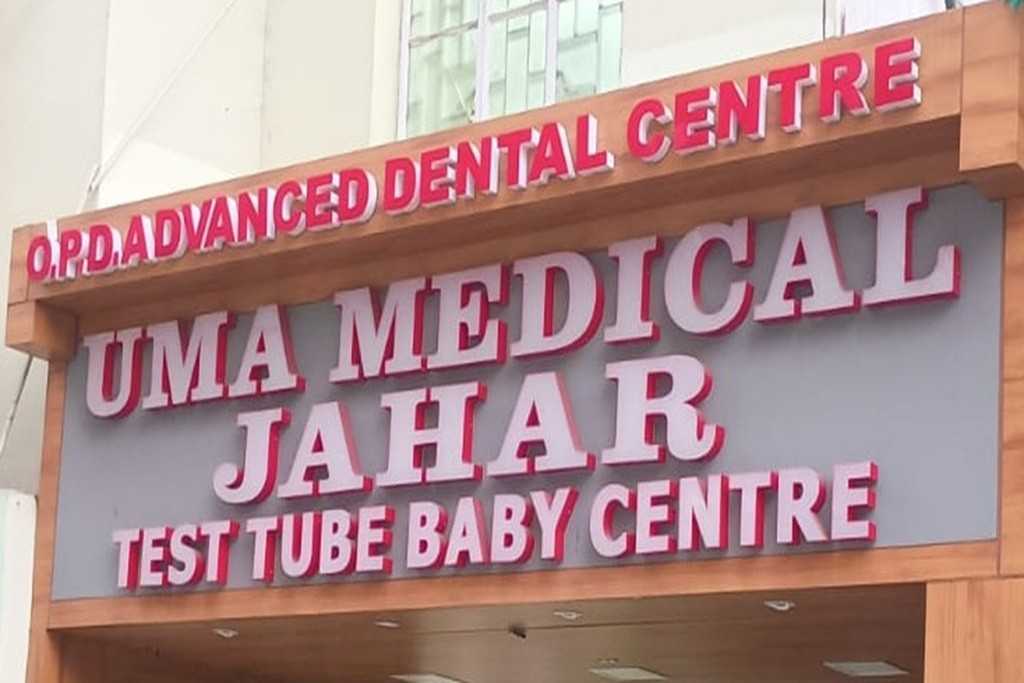 O.P.D.ADVANCED DENTAL CENTRE
UMA MEDICAL
JAHAR
TEST TUBE BABY CENTRE